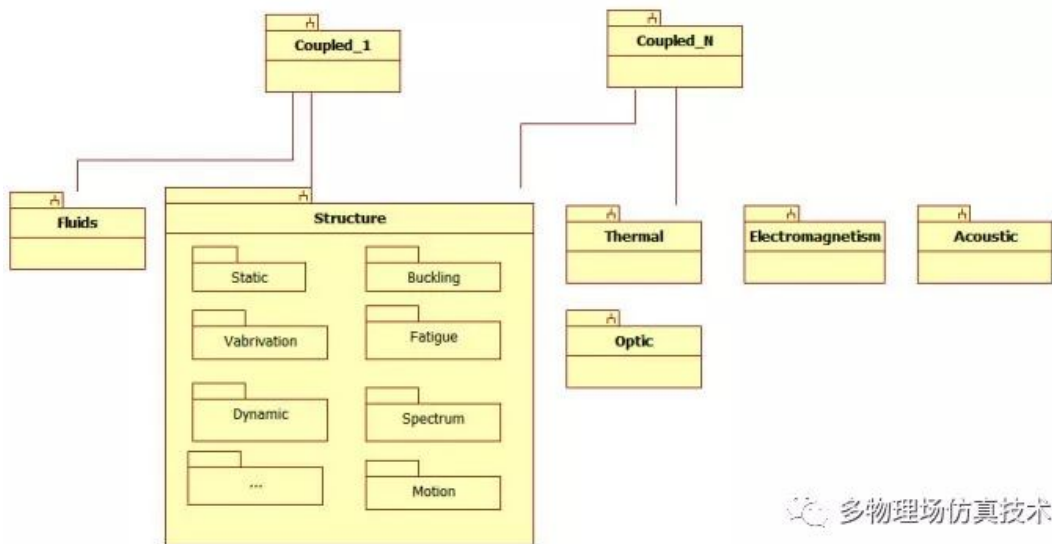 Coupled_1
Coupled_N
Fluids
Structure
Thermal
Electromagnetism
Acoustic
Static
Buckling
Vabrivation
Fatigue
Optic
Dynamic
Spectrum
...
Motion
多物理场仿真技术